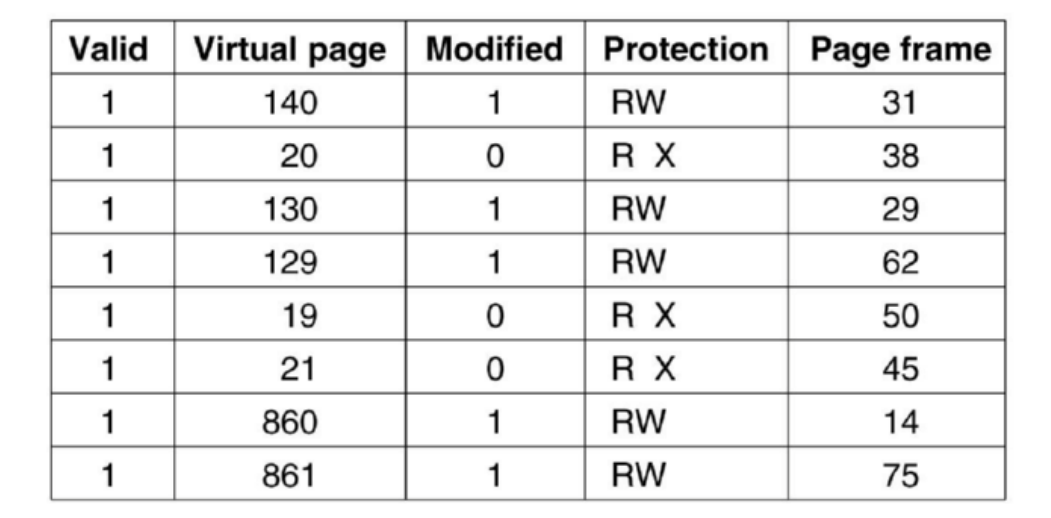 Valid Virtual page Modified Protection Page frame
1 140 1 RW 31
1 20 0 R X 38
1 130 1 RW 29
1 129 1 RW 62
1 19 0 R X 50
1 21 0 R X 45
1 860 1 RW 14
1 861 1 RW 75